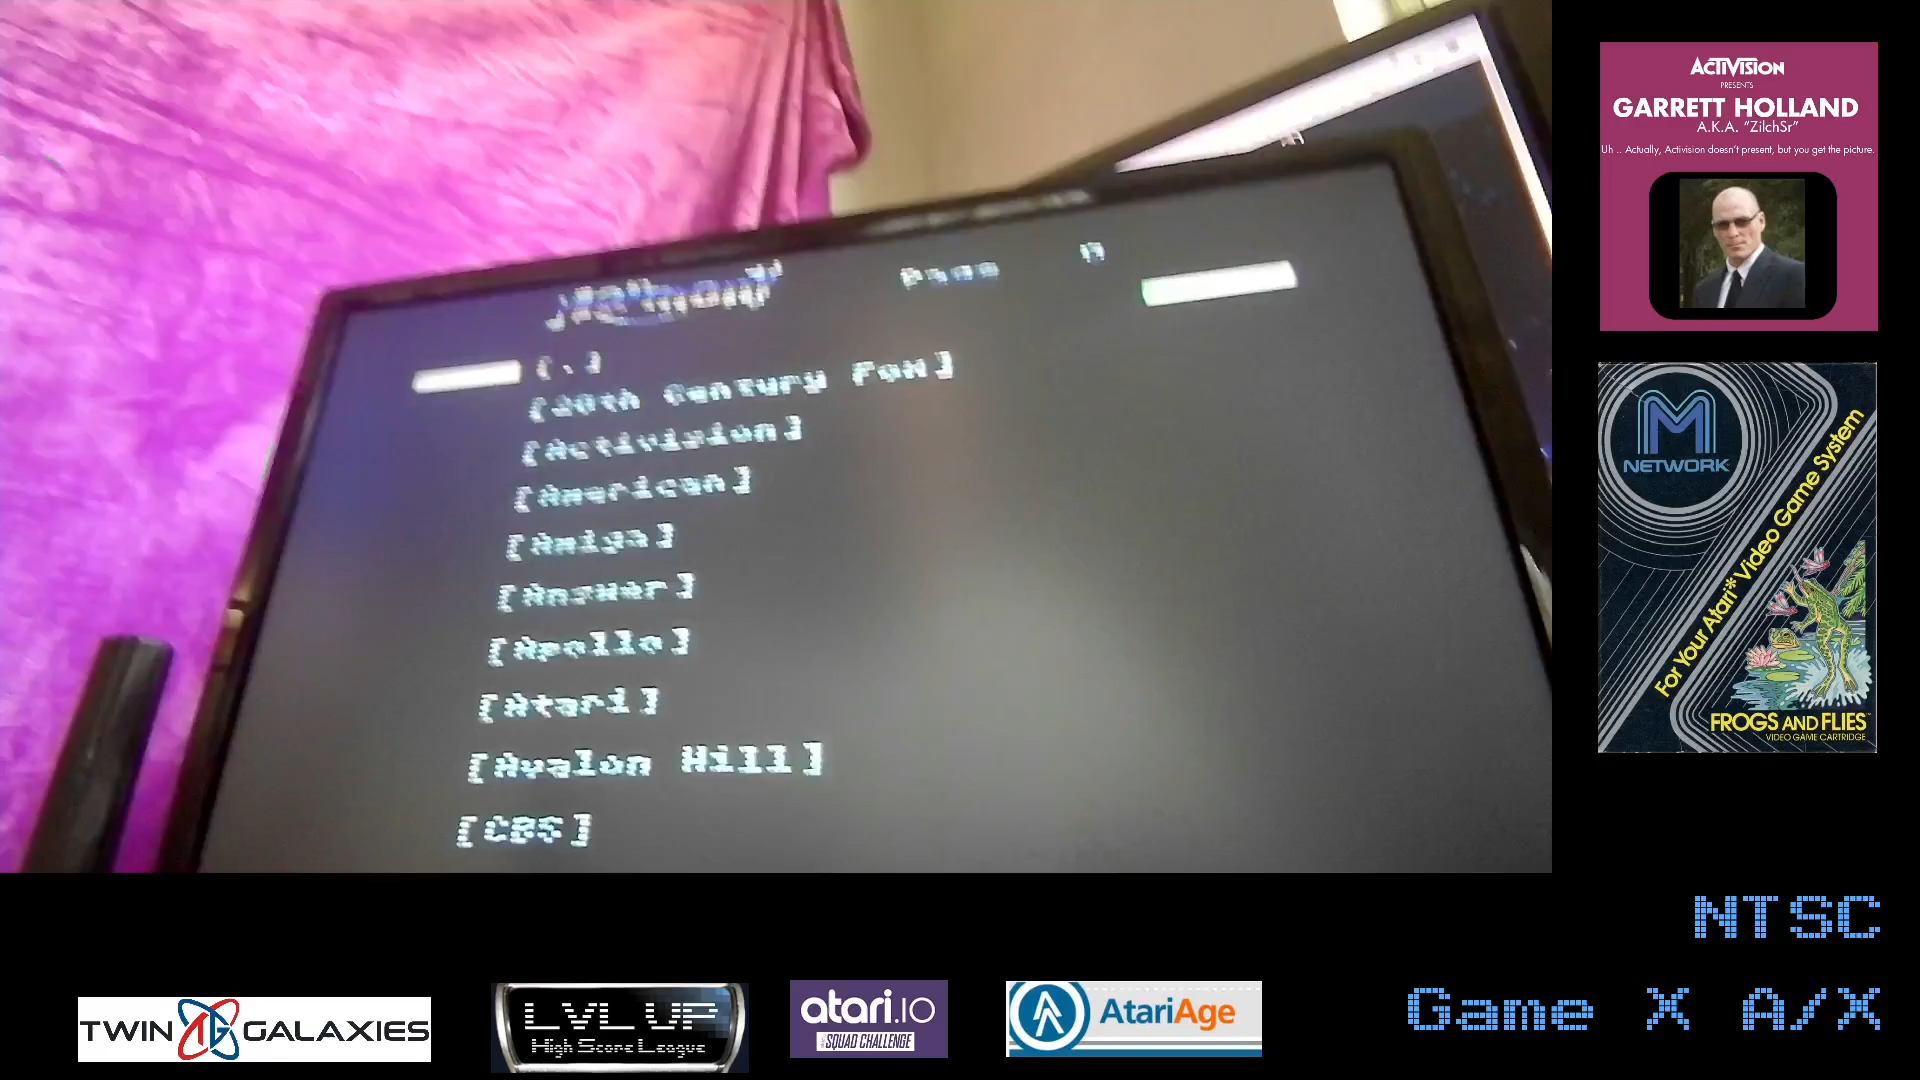 [.]
[20th Century Fox]
[Activision]
[American]
[Amiga]
[Answer]
[Apollo]
[Atari]
[Avalon Hill]
[CBS]
ACTIVISION
PRESENTS
GARRETT HOLLAND
A.K.A. "ZilchSr"
Uh .. Actually, Activision doesn't present, but you get the picture.
M
NETWORK
For Your Atari* Video Game System
FROGS AND FLIES™
VIDEO GAME CARTRIDGE
NTSC
Game X A/X
TWIN TG GALAXIES
LVL UP
High Score League
atari.io
SQUAD CHALLENGE
AtariAge